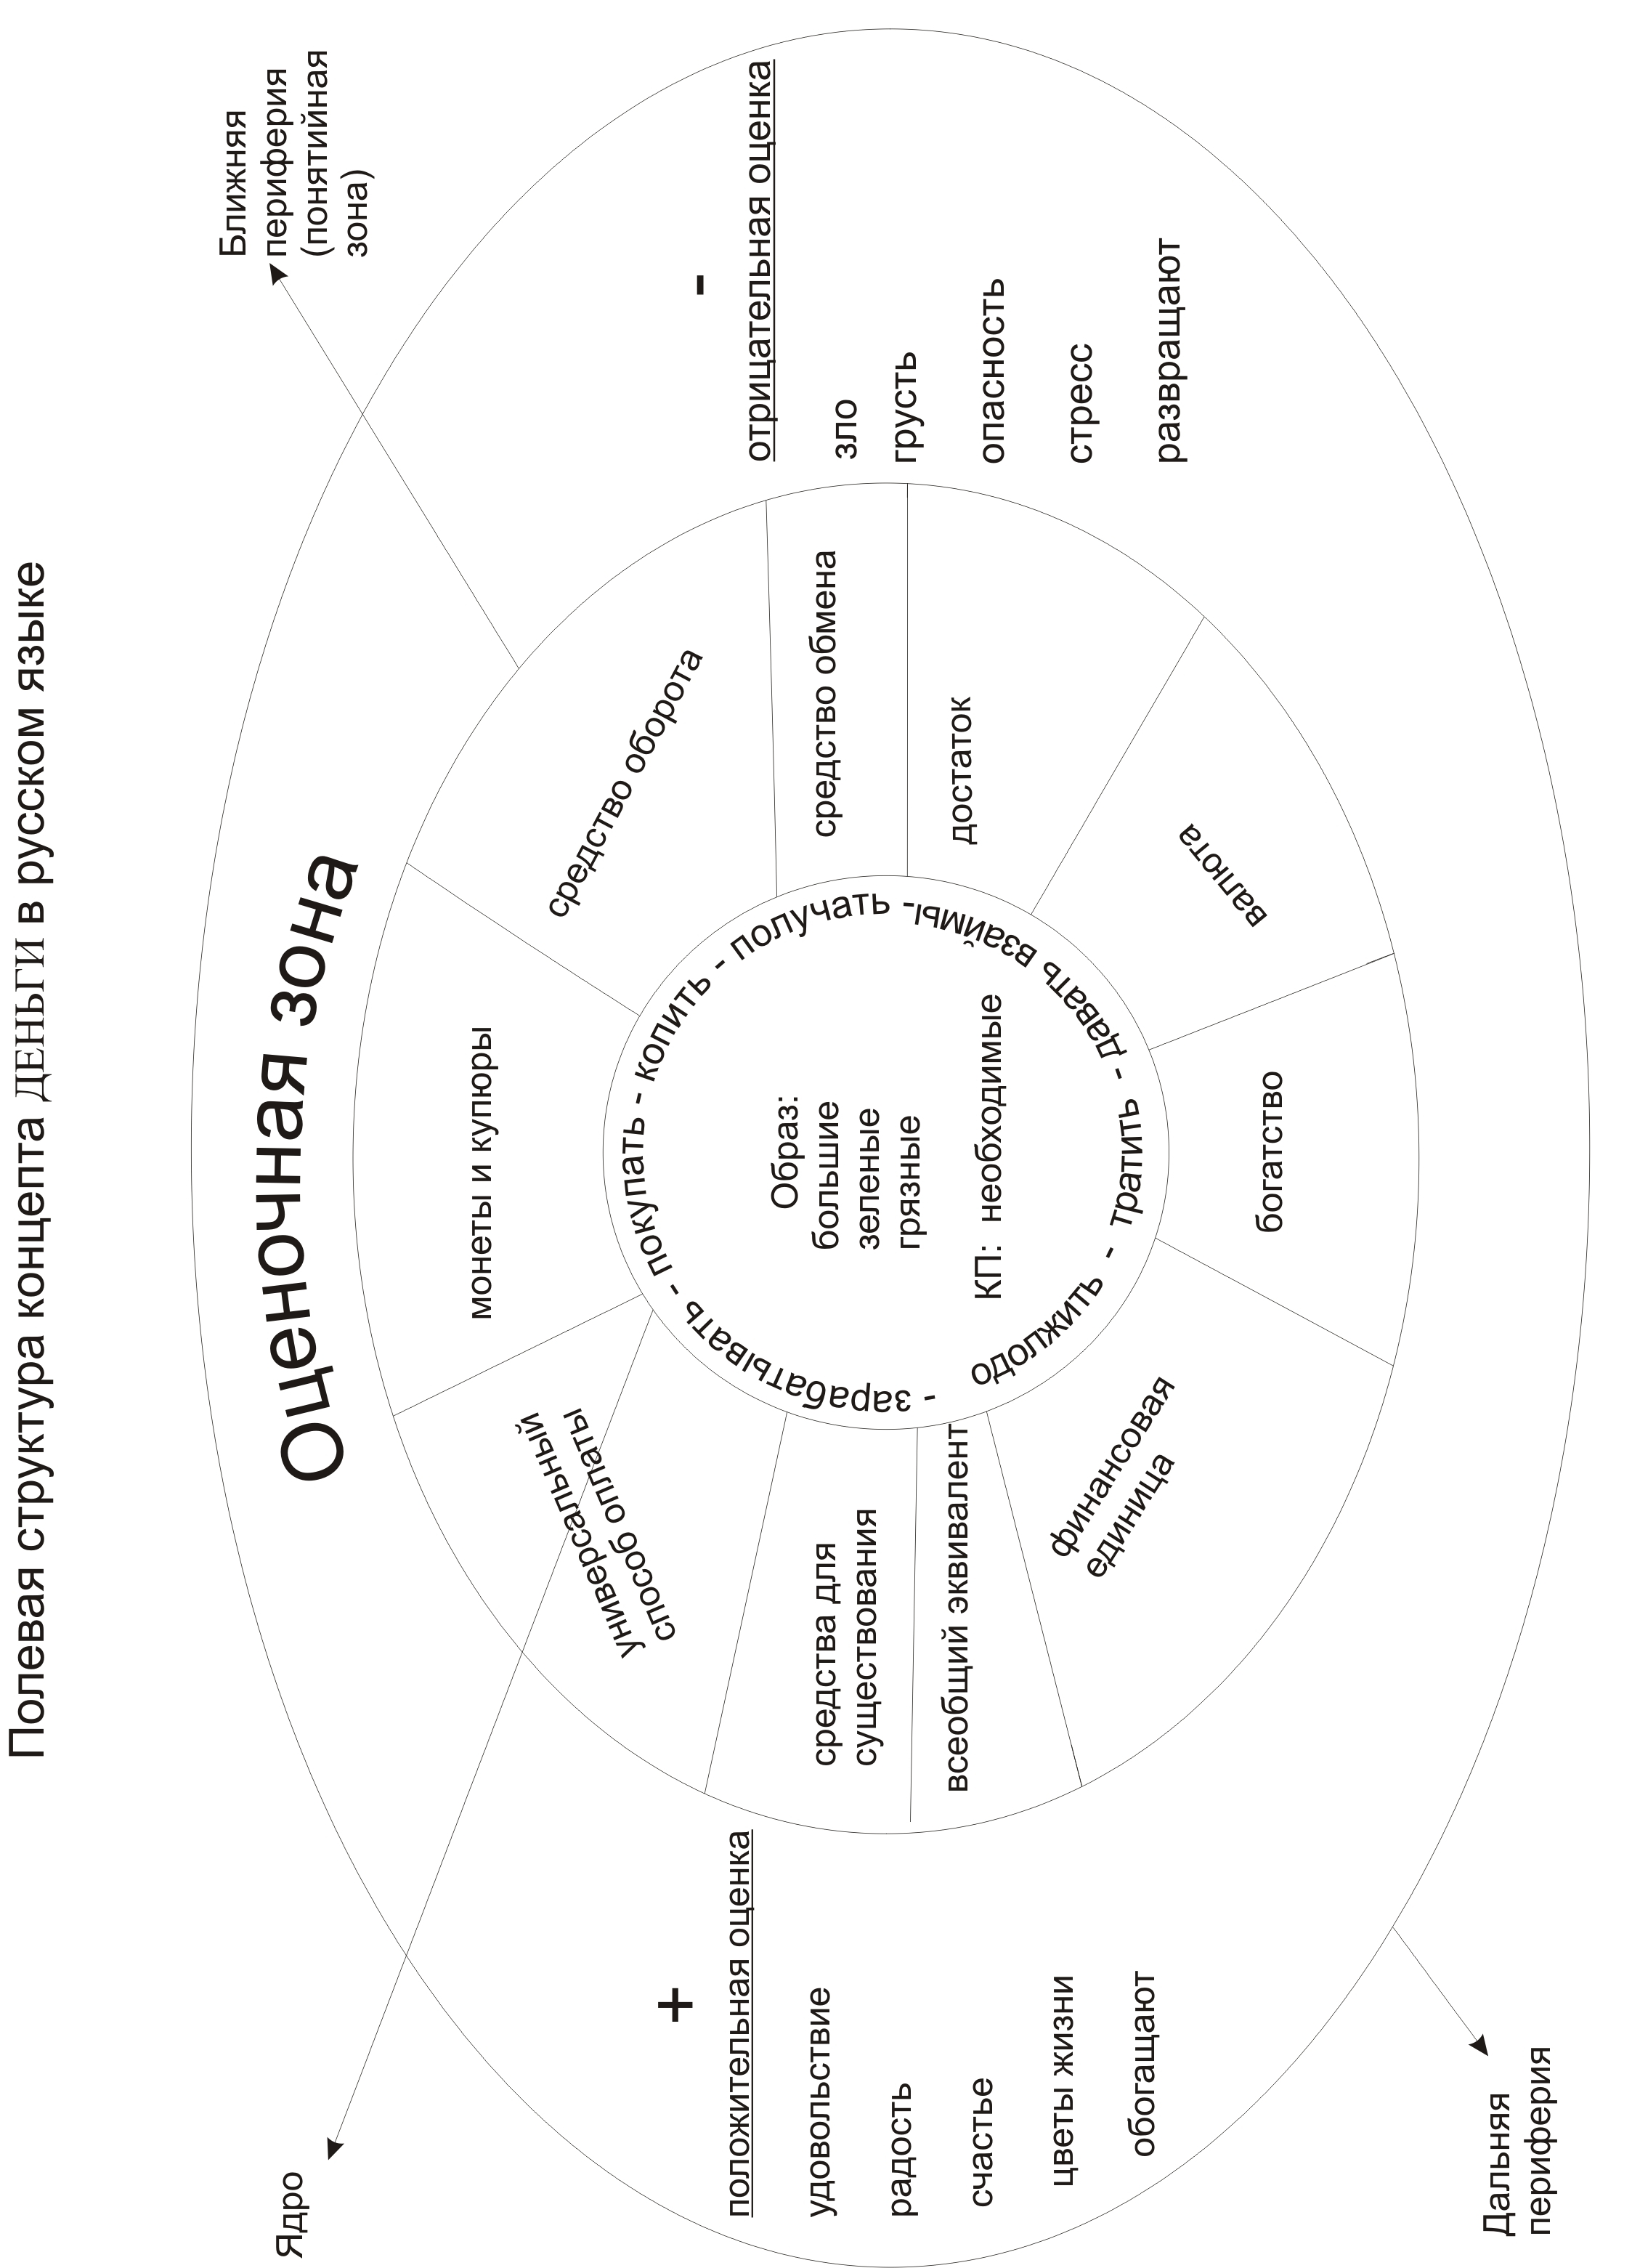 Полевая структура концепта ДЕНЬГИ в русском языке
Ближняя
периферия
(понятийная
зона)
Ядро
Оценочная зона
+
положительная оценка
удовольствие
радость
счастье
цветы жизни
обогащают
-
отрицательная оценка
зло
грусть
опасность
стресс
развращают
универсальный
способ оплаты
монеты и купюры
средство оборота
средство обмена
достаток
валюта
богатство
финансовая
единица
всеобщий эквивалент
средства для
существования
- зарабатывать - покупать - копить - получать - давать взаймы-
одолжить - тратить -
Образ:
большие
зеленые
грязные
КП: необходимые
Дальняя
периферия